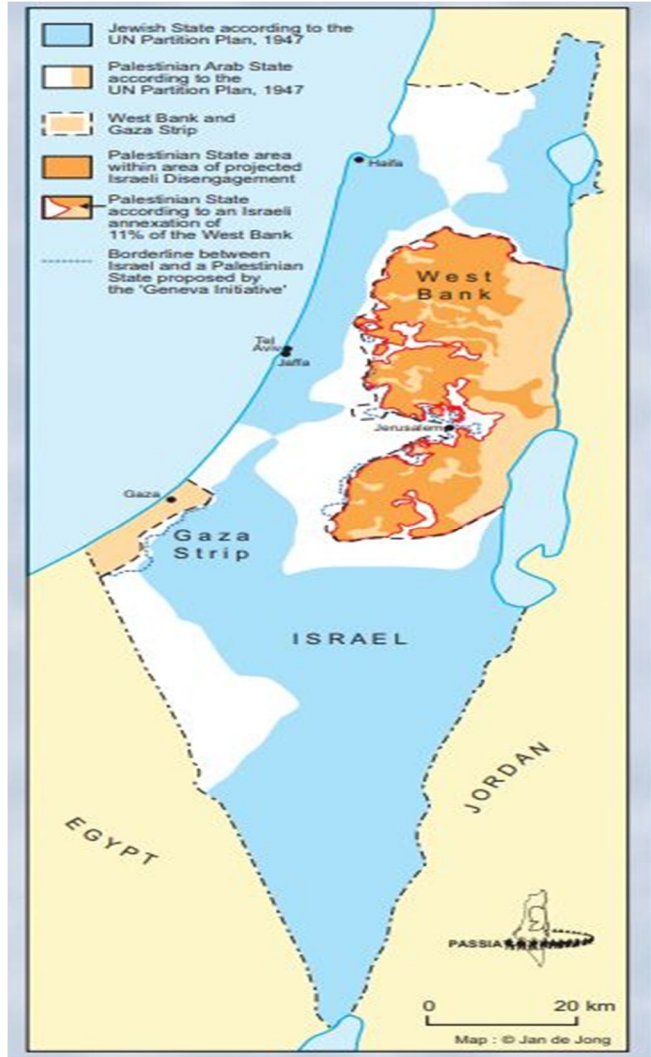 Jewish State according to the
UN Partition Plan, 1947
Palestinian Arab State
according to the
UN Partition Plan, 1947
West Bank and
Gaza Strip
Palestinian State area
within area of projected
Israeli Disengagement
Palestinian State
according to an Israeli
annexation of
11% of the West Bank
Borderline between
Israel and a Palestinian
State proposed by
the 'Geneva Initiative'
Haifa
West
Bank
Tel
Aviv
Jaffa
Jerusalem
Gaza
Gaza
Strip
ISRAEL
JORDAN
EGYPT
PASSIA
0 20 km
Map : © Jan de Jong